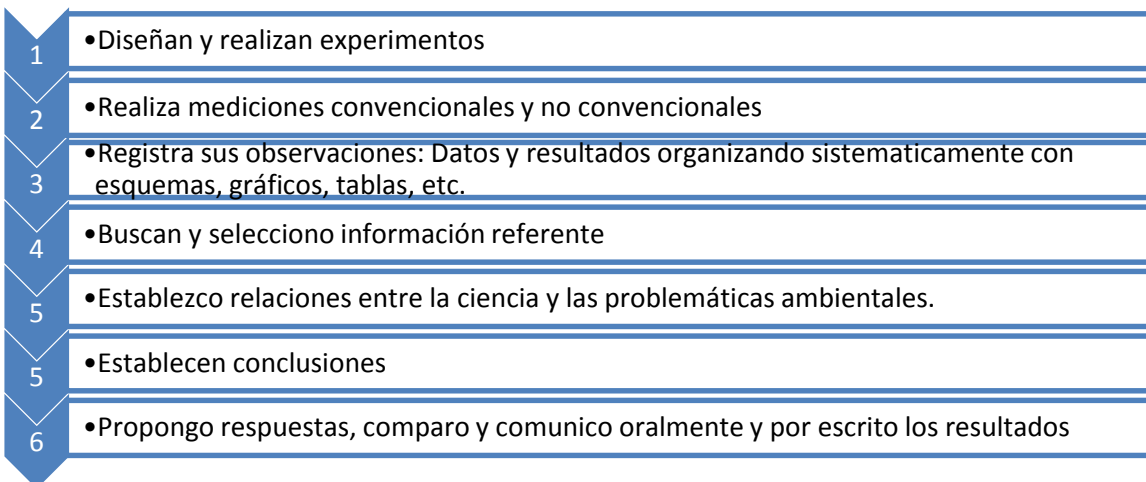 1
•Diseñan y realizan experimentos
2
•Realiza mediciones convencionales y no convencionales
3
•Registra sus observaciones: Datos y resultados organizando sistematicamente con
esquemas, gráficos, tablas, etc.
4
•Buscan y selecciono información referente
5
•Establezco relaciones entre la ciencia y las problemáticas ambientales.
5
•Establecen conclusiones
6
•Propongo respuestas, comparo y comunico oralmente y por escrito los resultados